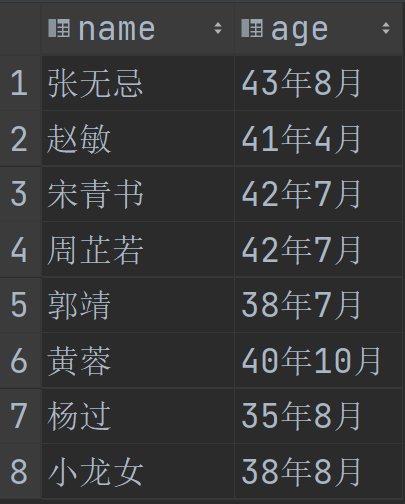 name age
1 张无忌 43年8月
2 赵敏 41年4月
3 宋青书 42年7月
4 周芷若 42年7月
5 郭靖 38年7月
6 黄蓉 40年10月
7 杨过 35年8月
8 小龙女 38年8月